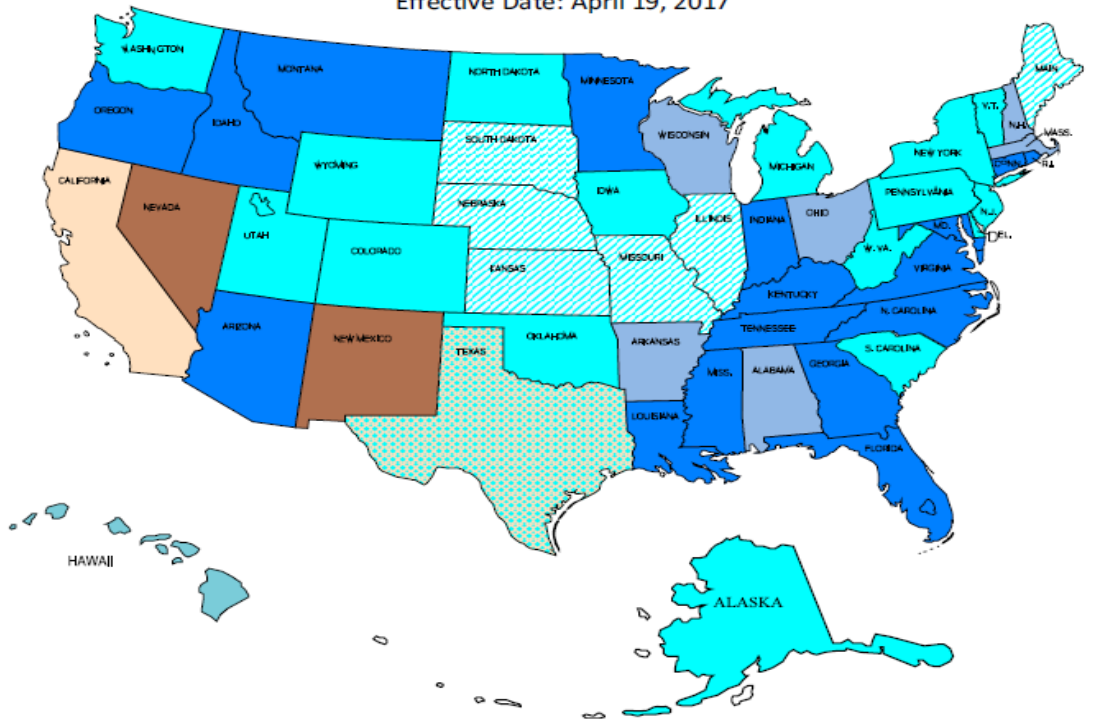 Effective Date: April 19, 2017
WASHINGTON
MONTANA
NORTH DAKOTA
MINNESOTA
MAIN
OREGON
IDAHO
SOUTH DAKOTA
WISCONSIN
V.T.
N.H.
MASS.
WYOMING
MICHIGAN
NEW YORK
CONN.
R.I.
CALIFORNIA
NEVADA
NEBRASKA
IOWA
ILLINOIS
INDIANA
OHIO
PENNSYLVANIA
N.J.
UTAH
COLORADO
KANSAS
MISSOURI
W. VA.
MD.
DEL.
VIRGINIA
KENTUCKY
ARIZONA
NEW MEXICO
TEXAS
OKLAHOMA
ARKANSAS
TENNESSEE
N. CAROLINA
S. CAROLINA
MISS.
ALABAMA
GEORGIA
LOUISIANA
FLORIDA
HAWAII
ALASKA